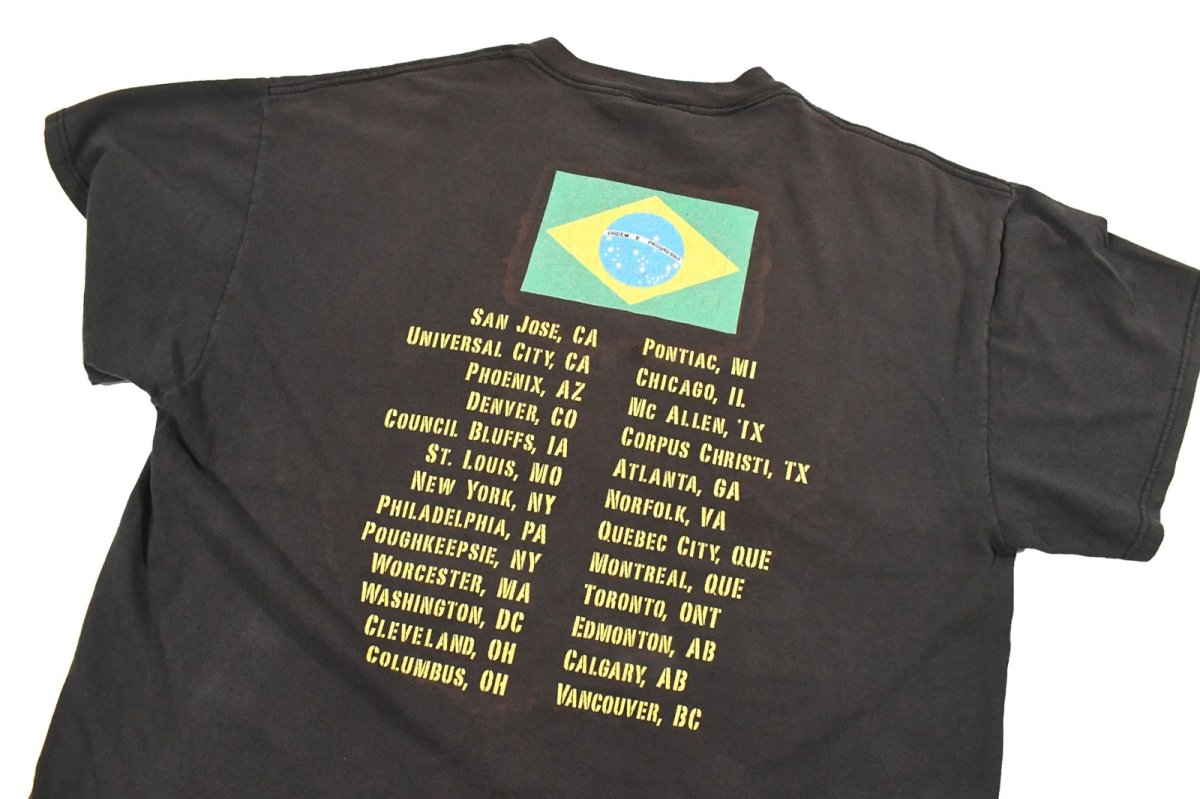 ORDEM E PROGRESSO
SAN JOSE, CA
UNIVERSAL CITY, CA
PHOENIX, AZ
DENVER, CO
COUNCIL BLUFFS, IA
ST. LOUIS, MO
NEW YORK, NY
PHILADELPHIA, PA
POUGHKEEPSIE, NY
WORCESTER, MA
WASHINGTON, DC
CLEVELAND, OH
COLUMBUS, OH
PONTIAC, MI
CHICAGO, IL
MC ALLEN, TX
CORPUS CHRISTI, TX
ATLANTA, GA
NORFOLK, VA
QUEBEC CITY, QUE
MONTREAL, QUE
TORONTO, ONT
EDMONTON, AB
CALGARY, AB
VANCOUVER, BC